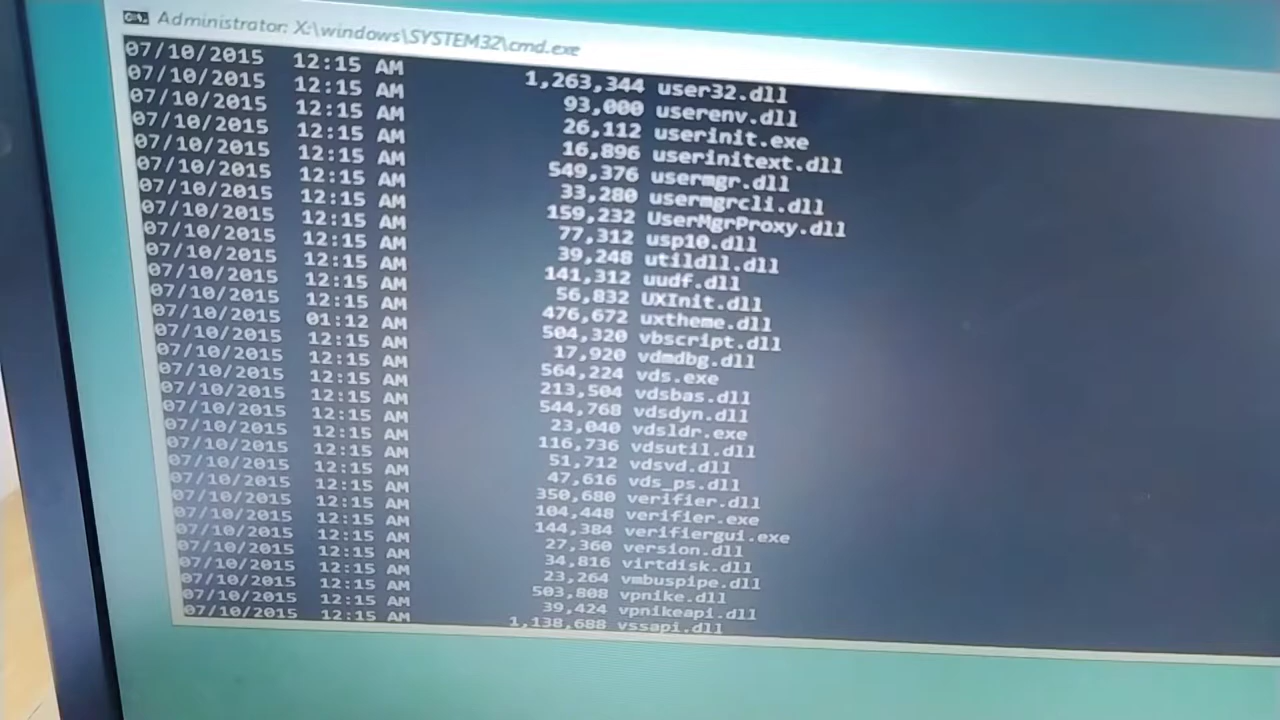 Administrator: X:\windows\SYSTEM32\cmd.exe
07/10/2015 12:15 AM 1,263,344 user32.dll
07/10/2015 12:15 AM 93,000 userenv.dll
07/10/2015 12:15 AM 26,112 userinit.exe
07/10/2015 12:15 AM 16,896 userinitext.dll
07/10/2015 12:15 AM 549,376 usermgr.dll
07/10/2015 12:15 AM 33,280 usermgrcli.dll
07/10/2015 12:15 AM 159,232 UserMgrProxy.dll
07/10/2015 12:15 AM 77,312 usp10.dll
07/10/2015 12:15 AM 39,248 utildll.dll
07/10/2015 12:15 AM 141,312 uudf.dll
07/10/2015 12:15 AM 56,832 UXInit.dll
07/10/2015 12:15 AM 476,672 uxtheme.dll
07/10/2015 01:12 AM 504,320 vbscript.dll
07/10/2015 12:15 AM 17,920 vdmdbg.dll
07/10/2015 12:15 AM 564,224 vds.exe
07/10/2015 12:15 AM 213,504 vdsbas.dll
07/10/2015 12:15 AM 544,768 vdsdyn.dll
07/10/2015 12:15 AM 23,040 vdsldr.exe
07/10/2015 12:15 AM 116,736 vdsutil.dll
07/10/2015 12:15 AM 51,712 vdsvd.dll
07/10/2015 12:15 AM 47,616 vds_ps.dll
07/10/2015 12:15 AM 350,680 verifier.dll
07/10/2015 12:15 AM 104,448 verifier.exe
07/10/2015 12:15 AM 144,384 verifiergui.exe
07/10/2015 12:15 AM 27,360 version.dll
07/10/2015 12:15 AM 34,816 virtdisk.dll
07/10/2015 12:15 AM 23,264 vmbuspipe.dll
07/10/2015 12:15 AM 503,808 vpnike.dll
07/10/2015 12:15 AM 39,424 vpnikeapi.dll
07/10/2015 12:15 AM 1,138,688 vssapi.dll